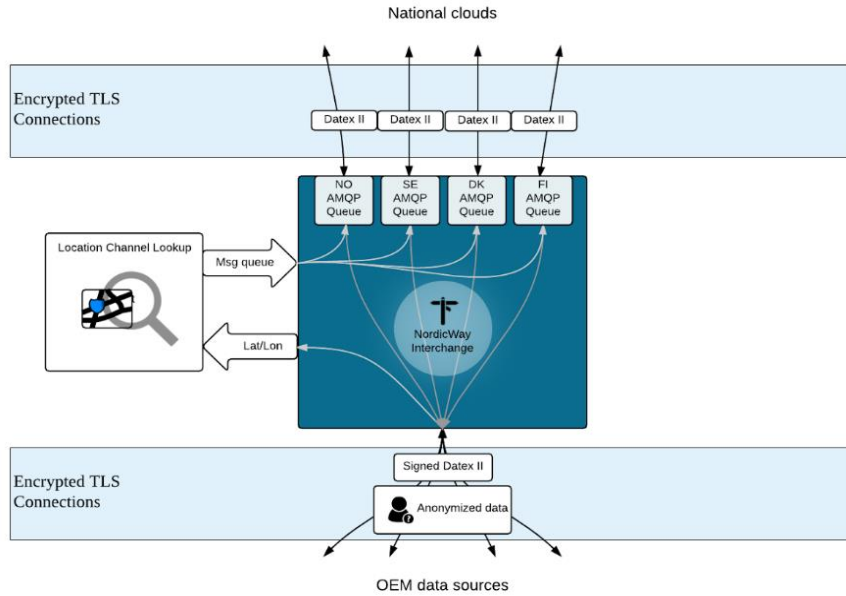 National clouds
Encrypted TLS
Connections
Datex II
Datex II
Datex II
Datex II
NO
AMQP
Queue
SE
AMQP
Queue
DK
AMQP
Queue
FI
AMQP
Queue
Location Channel Lookup
Msg queue
Lat/Lon
NordicWay
Interchange
Signed Datex II
Encrypted TLS
Connections
Anonymized data
OEM data sources